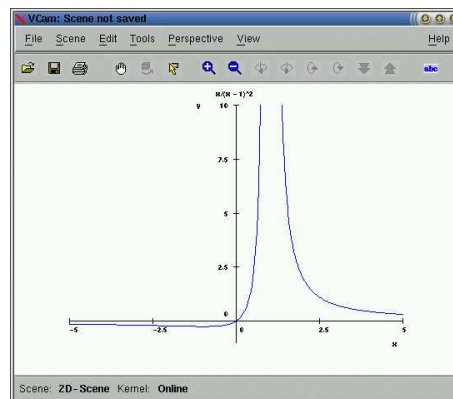 VCam: Scene not saved
File Scene Edit Tools Perspective View Help
abc
x/(x - 1)^2
y 10
7.5
5
2.5
0
-5 -2.5 0 2.5 5
x
Scene: 2D-Scene Kernel: Online